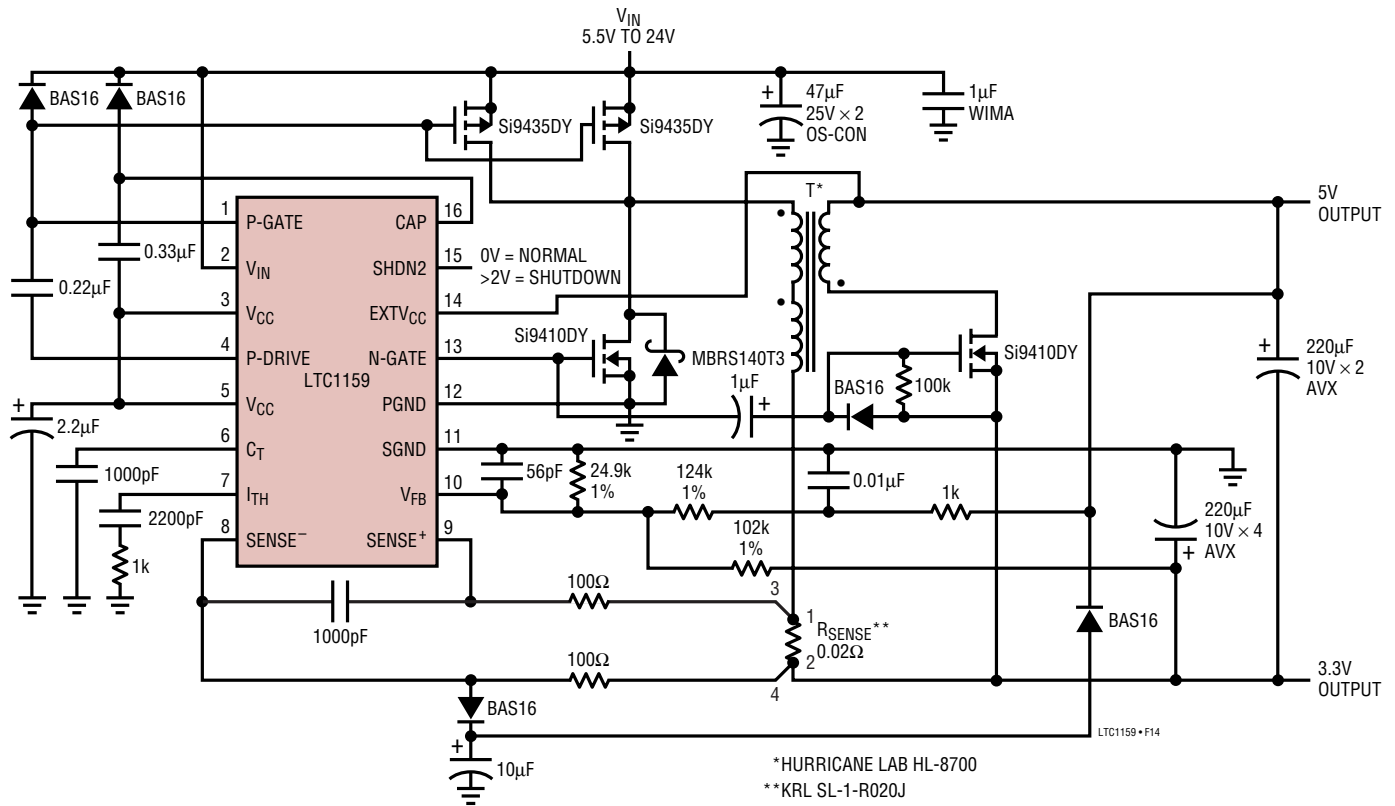 V_IN
5.5V TO 24V
BAS16
BAS16
Si9435DY
Si9435DY
47µF
25V × 2
OS-CON
1µF
WIMA
T*
5V
OUTPUT
1
P-GATE
CAP
16
0.33µF
2
V_IN
SHDN2
15
0V = NORMAL
>2V = SHUTDOWN
0.22µF
3
V_CC
EXTV_CC
14
4
P-DRIVE
N-GATE
13
LTC1159
Si9410DY
MBRS140T3
Si9410DY
1µF
BAS16
100k
220µF
10V × 2
AVX
5
V_CC
PGND
12
2.2µF
6
C_T
SGND
11
1000pF
56pF
24.9k
1%
124k
1%
0.01µF
1k
7
I_TH
V_FB
10
2200pF
102k
1%
220µF
10V × 4
AVX
8
SENSE⁻
SENSE⁺
9
1k
1000pF
100Ω
3
1
R_SENSE**
0.02Ω
2
4
100Ω
BAS16
3.3V
OUTPUT
BAS16
10µF
LTC1159 • F14
*HURRICANE LAB HL-8700
**KRL SL-1-R020J